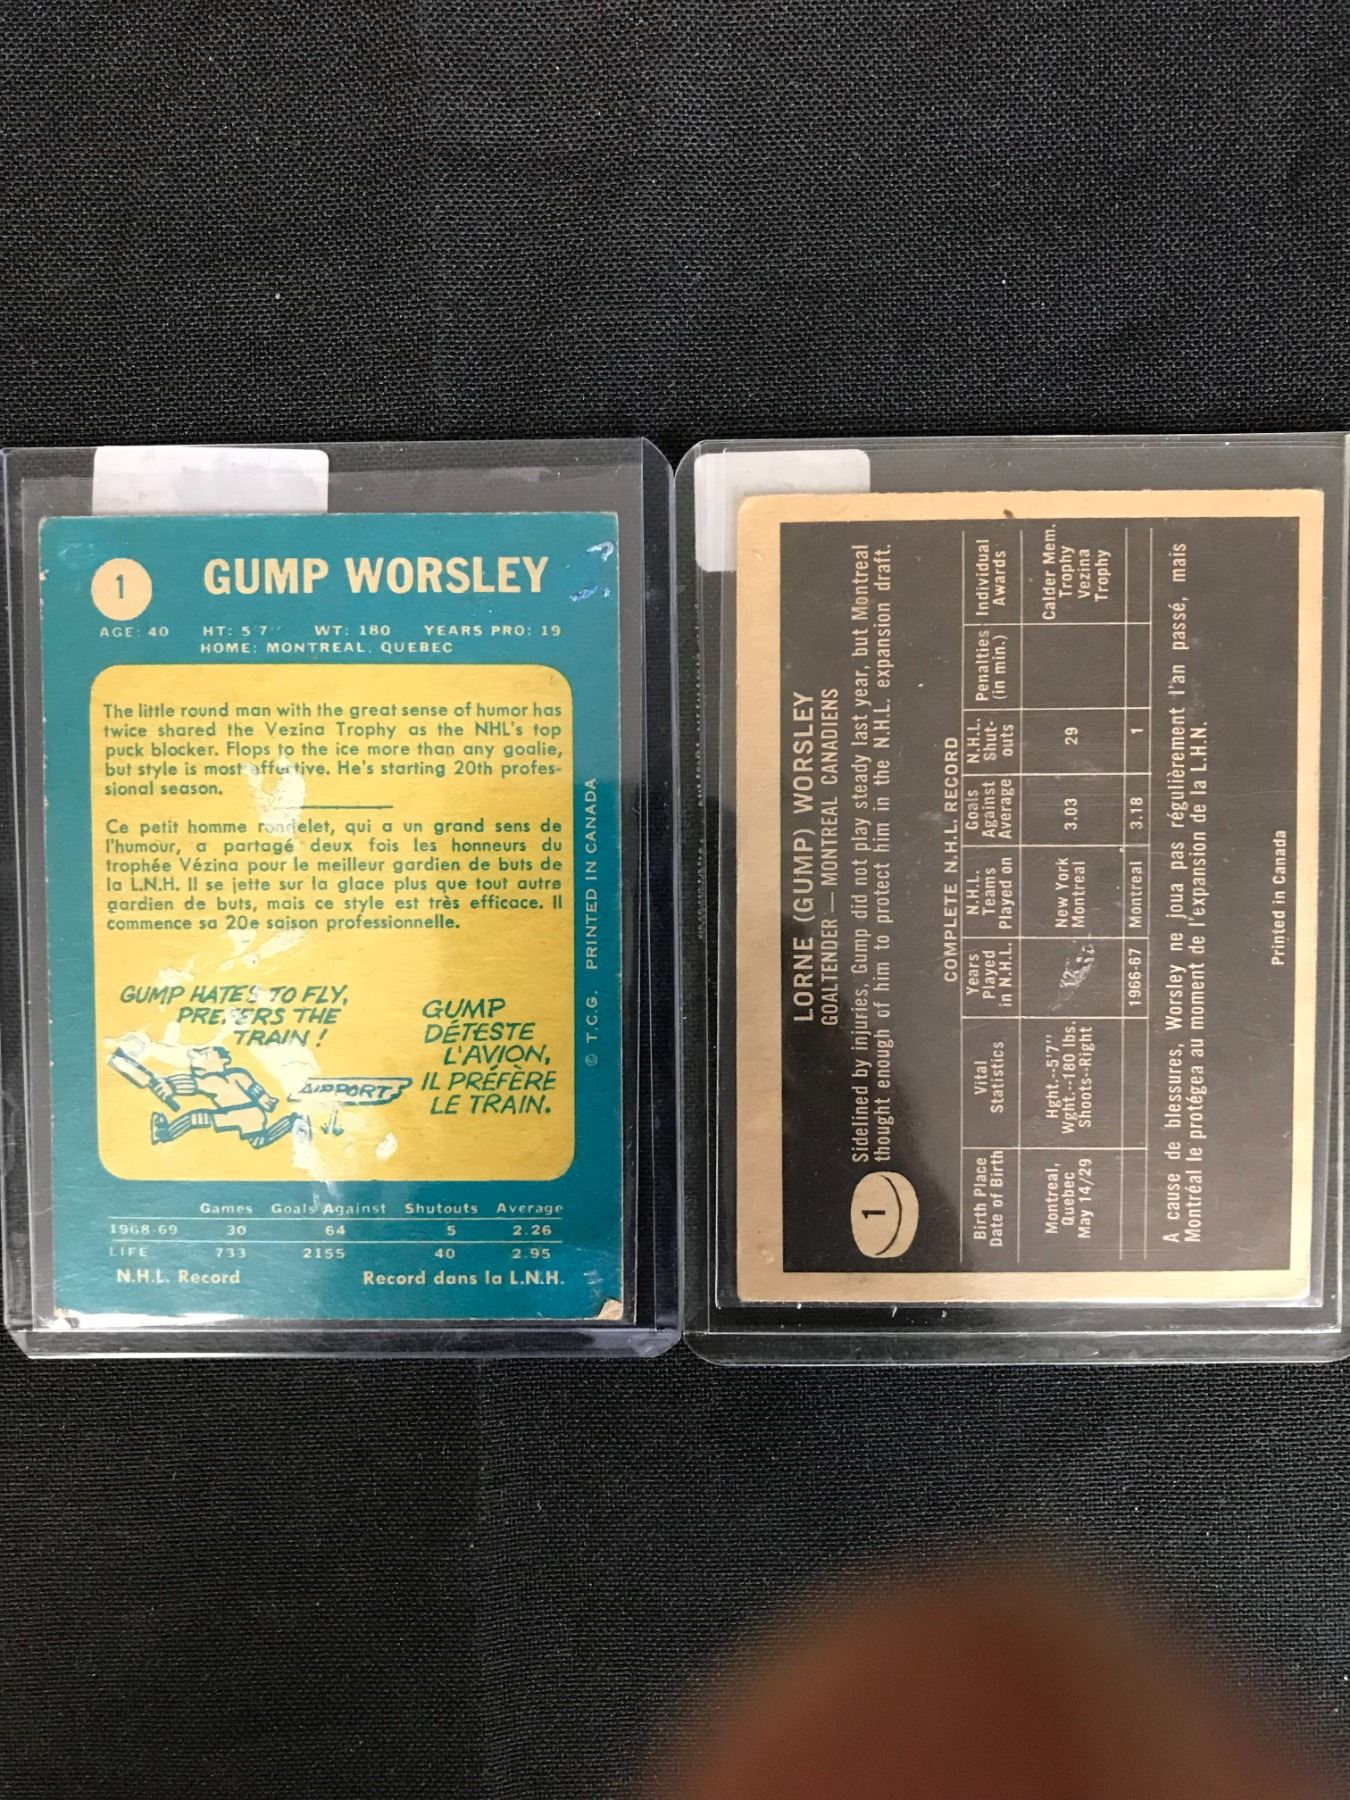 1
GUMP WORSLEY
AGE: 40 HT: 5'7'' WT: 180 YEARS PRO: 19
HOME: MONTREAL, QUEBEC
The little round man with the great sense of humor has
twice shared the Vezina Trophy as the NHL's top
puck blocker. Flops to the ice more than any goalie,
but style is most effective. He's starting 20th profes-
sional season.
Ce petit homme rondelet, qui a un grand sens de
l'humour, a partagé deux fois les honneurs du
trophée Vézina pour le meilleur gardien de buts de
la L.N.H. Il se jette sur la glace plus que tout autre
gardien de buts, mais ce style est très efficace. Il
commence sa 20e saison professionnelle.
GUMP HATES TO FLY,
PREFERS THE
TRAIN!
AIRPORT
GUMP
DÉTESTE
L'AVION,
IL PRÉFÈRE
LE TRAIN.
© T.C.G. PRINTED IN CANADA
Games Goals Against Shutouts Average
1968-69 30 64 5 2.26
LIFE 733 2155 40 2.95
N.H.L. Record Record dans la L.N.H.
LORNE (GUMP) WORSLEY
GOALTENDER — MONTREAL CANADIENS
1
Sidelined by injuries, Gump did not play steady last year, but Montreal
thought enough of him to protect him in the N.H.L. expansion draft.
COMPLETE N.H.L. RECORD
Birth Place Vital Years N.H.L. Goals N.H.L. Penalties Individual
Date of Birth Statistics Played Teams Against Shut- (in min.) Awards
in N.H.L. Played on Average outs
Montreal, Hght.--5'7" New York 3.03 29 Calder Mem.
Quebec Wght.--180 lbs. 12 Montreal Trophy
May 14/29 Shoots--Right Vezina
Trophy
1966-67 Montreal 3.18 1
A cause de blessures, Worsley ne joua pas régulièrement l'an passé, mais
Montréal le protégea au moment de l'expansion de la L.H.N.
Printed in Canada